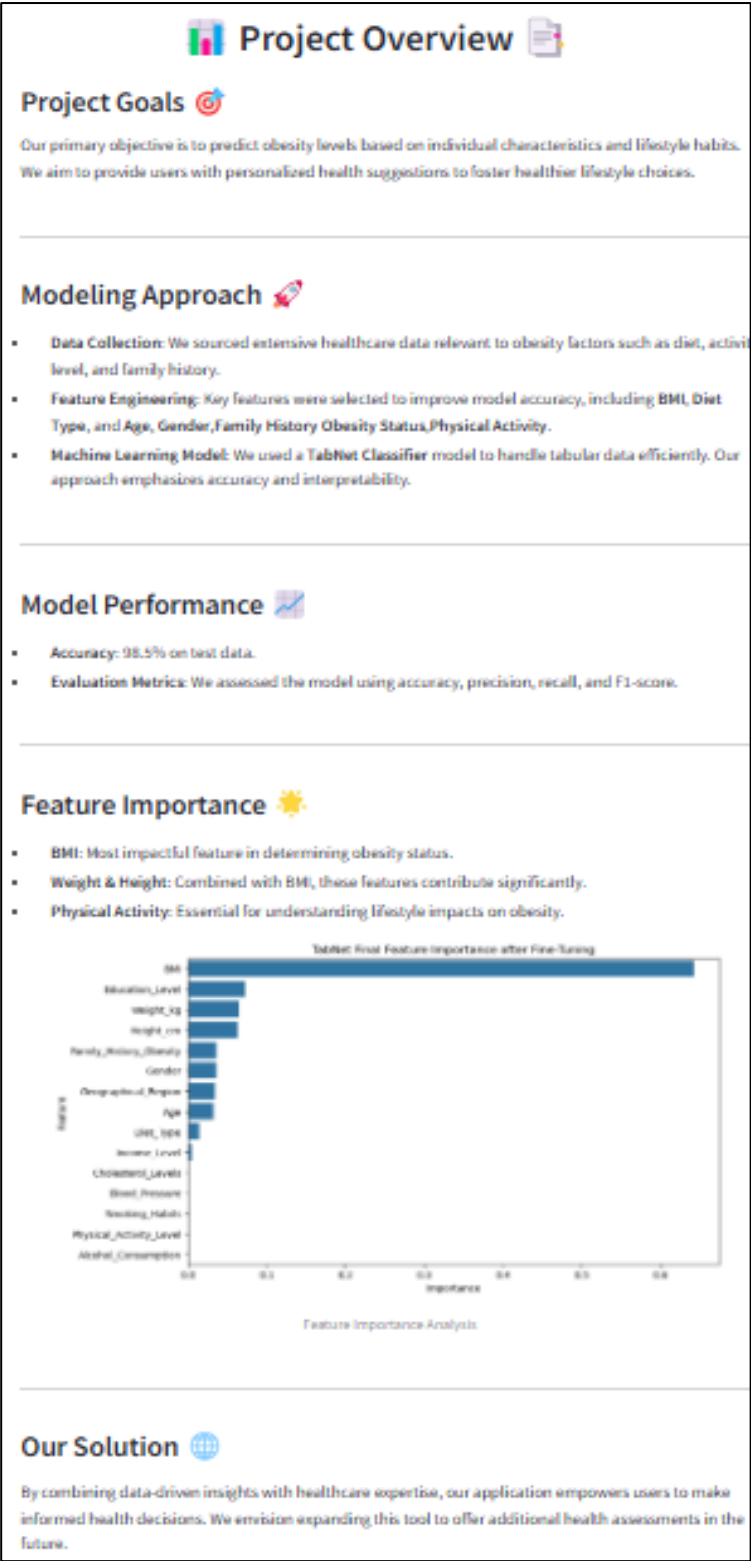 Project Overview
Project Goals
Our primary objective is to predict obesity levels based on individual characteristics and lifestyle habits.
We aim to provide users with personalized health suggestions to foster healthier lifestyle choices.
Modeling Approach
▪ Data Collection: We sourced extensive healthcare data relevant to obesity factors such as diet, activit
level, and family history.
▪ Feature Engineering: Key features were selected to improve model accuracy, including BMI, Diet
Type, and Age, Gender,Family History Obesity Status,Physical Activity.
▪ Machine Learning Model: We used a TabNet Classifier model to handle tabular data efficiently. Our
approach emphasizes accuracy and interpretability.
Model Performance
▪ Accuracy: 98.5% on test data.
▪ Evaluation Metrics: We assessed the model using accuracy, precision, recall, and F1-score.
Feature Importance
▪ BMI: Most impactful feature in determining obesity status.
▪ Weight & Height: Combined with BMI, these features contribute significantly.
▪ Physical Activity: Essential for understanding lifestyle impacts on obesity.
TabNet Final Feature Importance after Fine-Tuning
BMI
Education_Level
Weight_kg
Height_cm
Family_History_Obesity
Gender
Geographical_Region
Age
Diet_Type
Income_Level
Cholesterol_Levels
Blood_Pressure
Smoking_Habits
Physical_Activity_Level
Alcohol_Consumption
Feature
0.0 0.1 0.2 0.3 0.4 0.5 0.6
Importance
Feature Importance Analysis
Our Solution
By combining data-driven insights with healthcare expertise, our application empowers users to make
informed health decisions. We envision expanding this tool to offer additional health assessments in the
future.